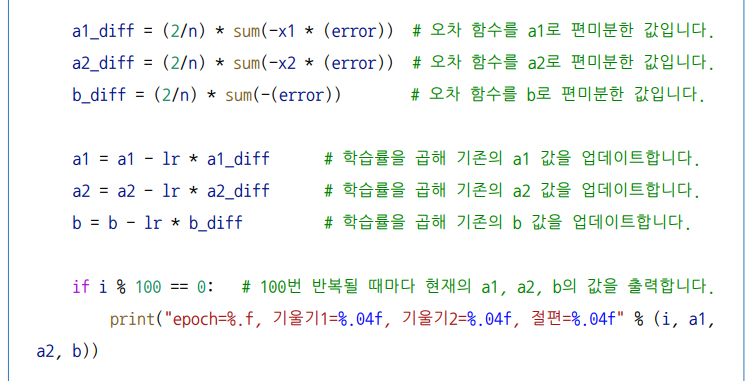 a1_diff = (2/n) * sum(-x1 * (error))  # 오차 함수를 a1로 편미분한 값입니다.
a2_diff = (2/n) * sum(-x2 * (error))  # 오차 함수를 a2로 편미분한 값입니다.
b_diff = (2/n) * sum(-(error))        # 오차 함수를 b로 편미분한 값입니다.
a1 = a1 - lr * a1_diff      # 학습률을 곱해 기존의 a1 값을 업데이트합니다.
a2 = a2 - lr * a2_diff      # 학습률을 곱해 기존의 a2 값을 업데이트합니다.
b = b - lr * b_diff         # 학습률을 곱해 기존의 b 값을 업데이트합니다.
if i % 100 == 0:   # 100번 반복될 때마다 현재의 a1, a2, b의 값을 출력합니다.
print("epoch=%.f, 기울기1=%.04f, 기울기2=%.04f, 절편=%.04f" % (i, a1,
a2, b))